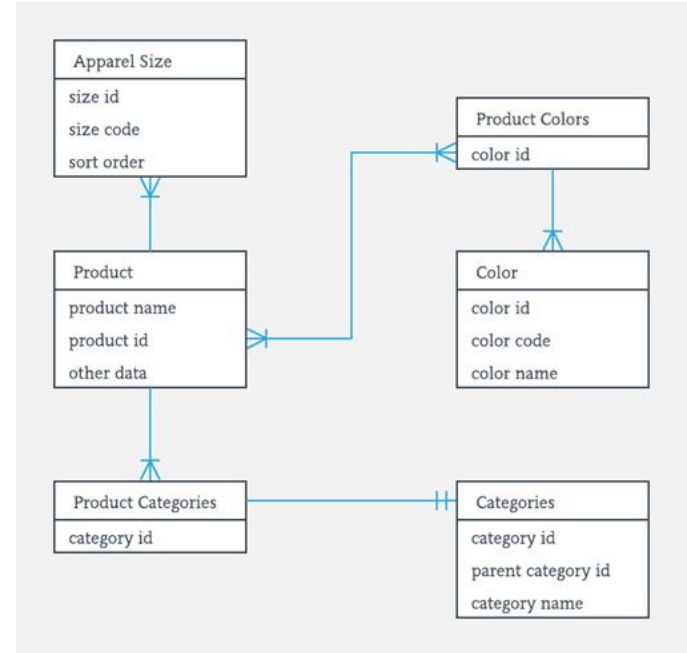 Apparel Size
size id
size code
sort order
Product Colors
color id
Product
product name
product id
other data
Color
color id
color code
color name
Product Categories
category id
Categories
category id
parent category id
category name